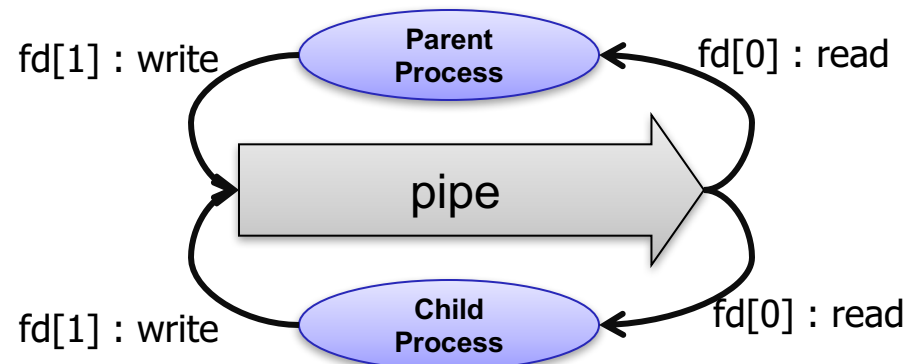 Parent
Process
fd[1] : write
fd[0] : read
pipe
Child
Process
fd[1] : write
fd[0] : read